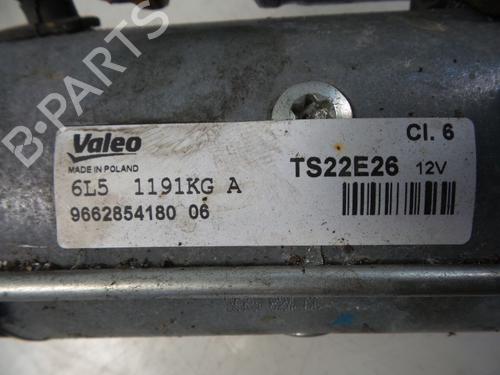 B-PARTS
Valeo
Cl. 6
MADE IN POLAND
TS22E26 12V
6L5 1191KG A
9662854180 06